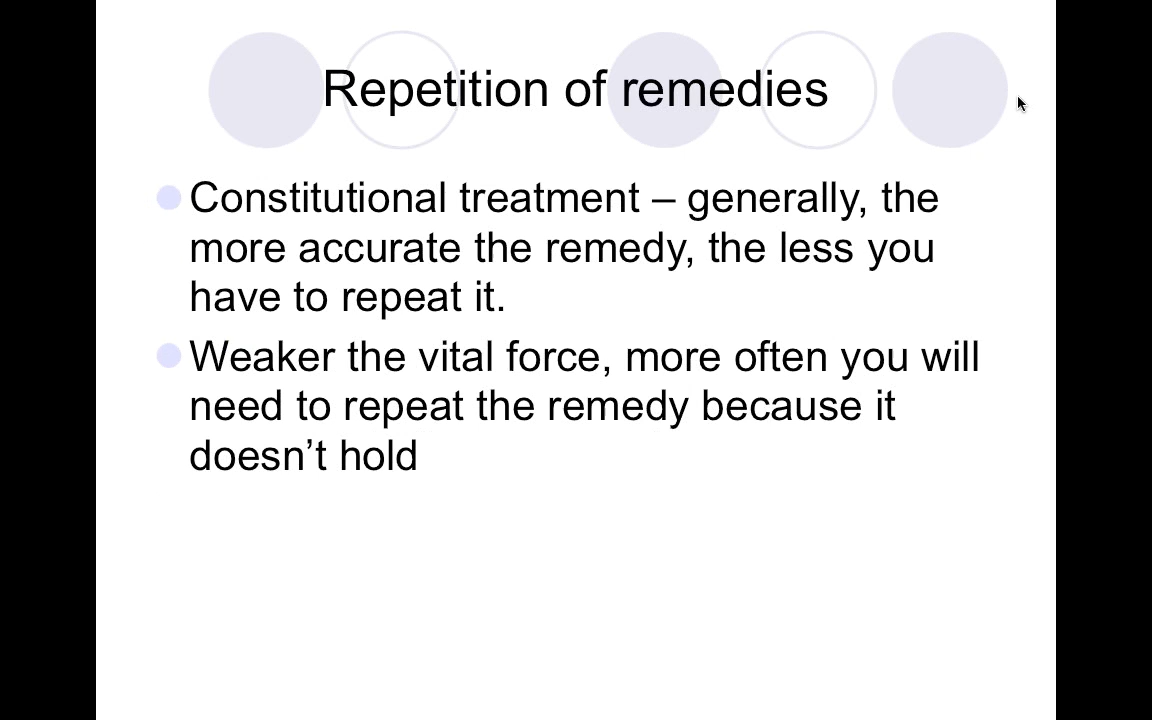 Repetition of remedies
Constitutional treatment – generally, the
more accurate the remedy, the less you
have to repeat it.
Weaker the vital force, more often you will
need to repeat the remedy because it
doesn’t hold